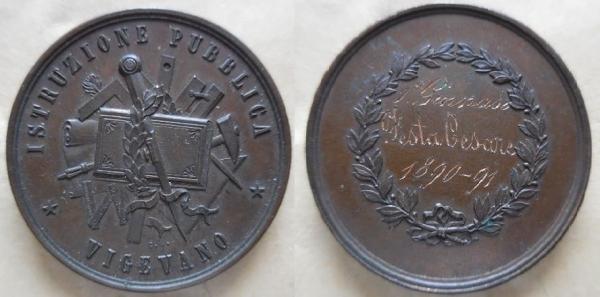 ISTRUZIONE PUBBLICA
VIGEVANO
Testa Cesare
1890-91